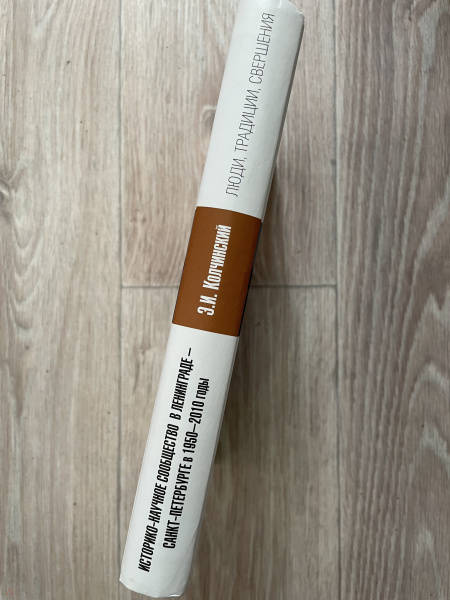 ИСТОРИКО-НАУЧНОЕ СООБЩЕСТВО В ЛЕНИНГРАДЕ –
САНКТ-ПЕТЕРБУРГЕ В 1950–2010 ГОДЫ
Э.И. Колчинский
ЛЮДИ, ТРАДИЦИИ, СВЕРШЕНИЯ